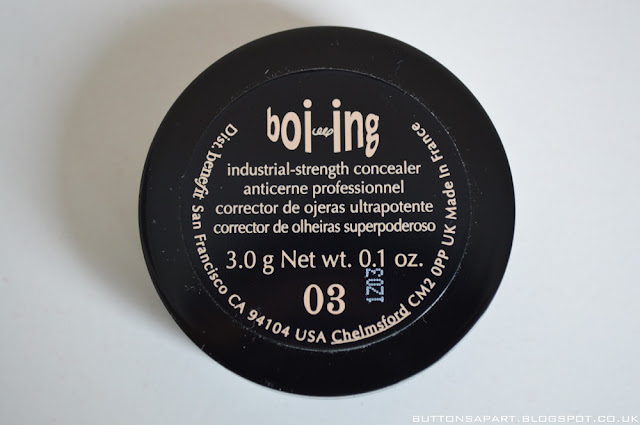 boi-ing
industrial-strength concealer
anticerne professionnel
corrector de ojeras ultrapotente
corrector de olheiras superpoderoso
3.0 g Net wt. 0.1 oz.
03
1Z03
Dist. benefit San Francisco CA 94104 USA Chelmsford CM2 0PP UK Made In France
BUTTONSAPART.BLOGSPOT.CO.UK